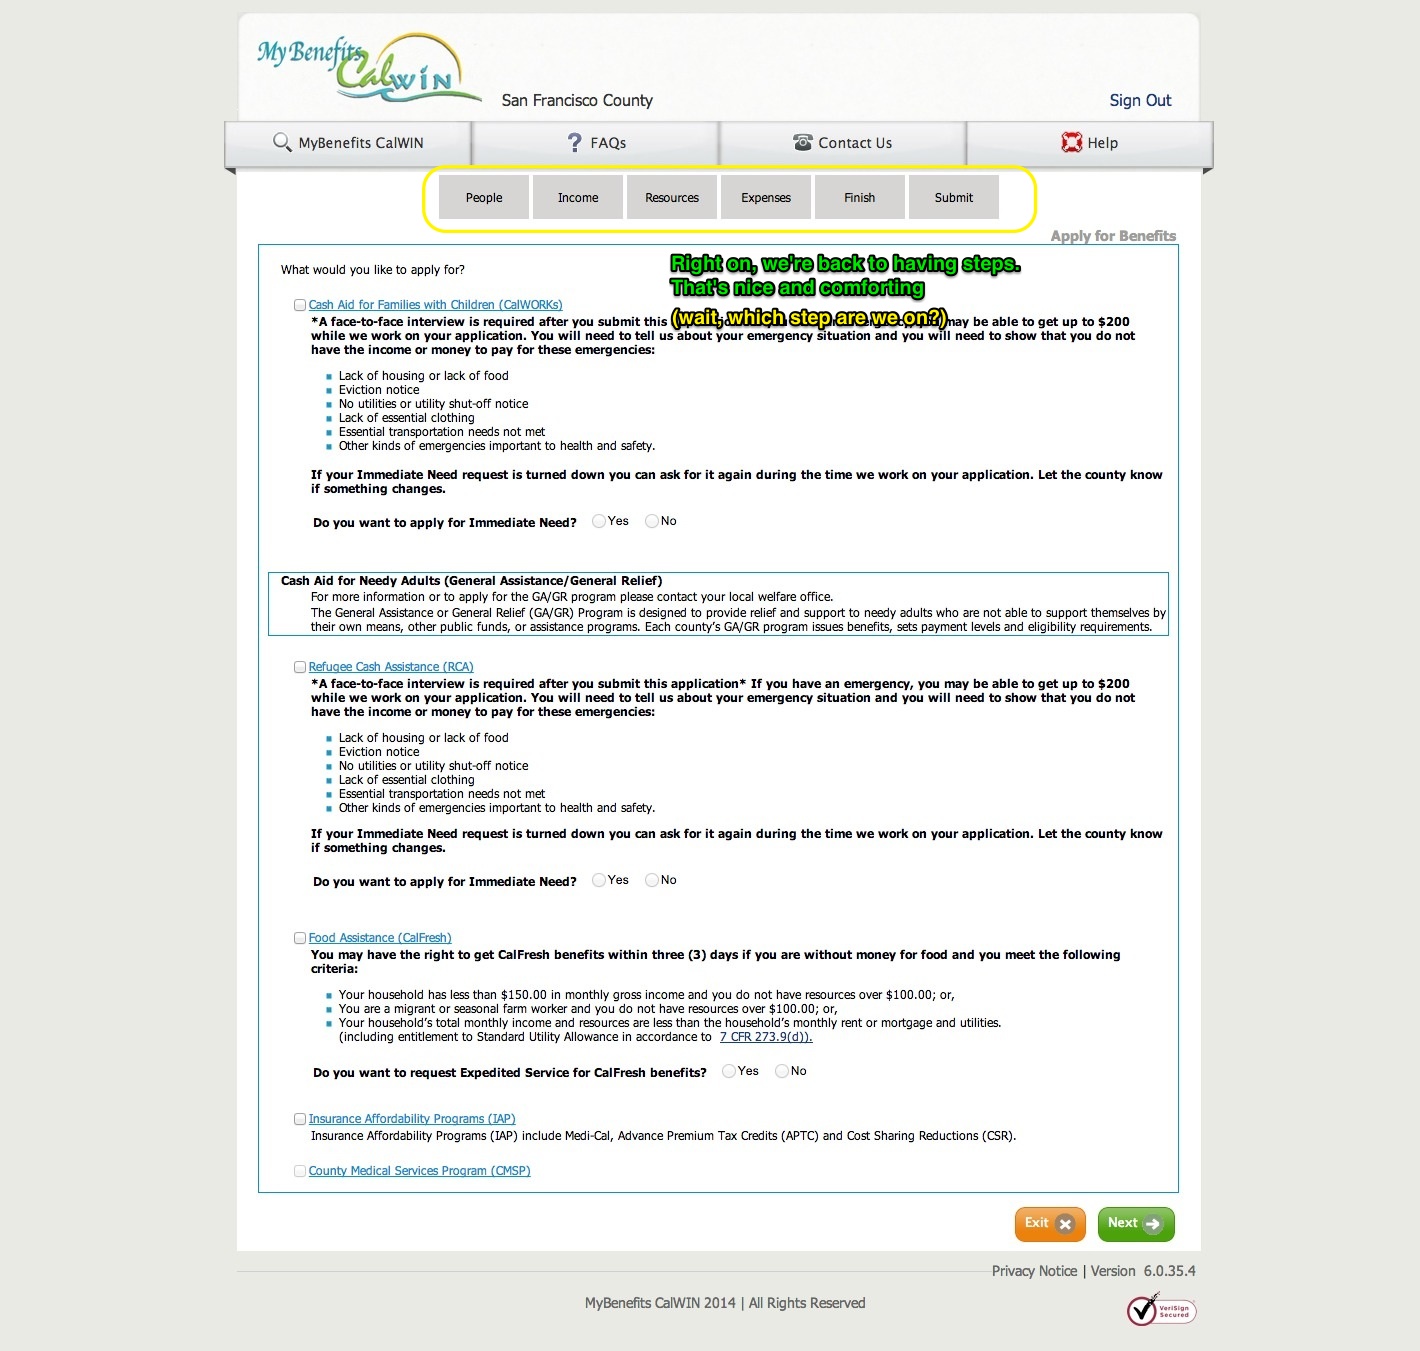 My Benefits
CalWIN
San Francisco County
Sign Out
MyBenefits CalWIN
FAQs
Contact Us
Help
People
Income
Resources
Expenses
Finish
Submit
Apply for Benefits
What would you like to apply for?
Right on, we're back to having steps.
That's nice and comforting
(wait, which step are we on?)
Cash Aid for Families with Children (CalWORKs)
*A face-to-face interview is required after you submit this may be able to get up to $200
while we work on your application. You will need to tell us about your emergency situation and you will need to show that you do not
have the income or money to pay for these emergencies:
Lack of housing or lack of food
Eviction notice
No utilities or utility shut-off notice
Lack of essential clothing
Essential transportation needs not met
Other kinds of emergencies important to health and safety.
If your Immediate Need request is turned down you can ask for it again during the time we work on your application. Let the county know
if something changes.
Do you want to apply for Immediate Need? Yes No
Cash Aid for Needy Adults (General Assistance/General Relief)
For more information or to apply for the GA/GR program please contact your local welfare office.
The General Assistance or General Relief (GA/GR) Program is designed to provide relief and support to needy adults who are not able to support themselves by
their own means, other public funds, or assistance programs. Each county's GA/GR program issues benefits, sets payment levels and eligibility requirements.
Refugee Cash Assistance (RCA)
*A face-to-face interview is required after you submit this application* If you have an emergency, you may be able to get up to $200
while we work on your application. You will need to tell us about your emergency situation and you will need to show that you do not
have the income or money to pay for these emergencies:
Lack of housing or lack of food
Eviction notice
No utilities or utility shut-off notice
Lack of essential clothing
Essential transportation needs not met
Other kinds of emergencies important to health and safety.
If your Immediate Need request is turned down you can ask for it again during the time we work on your application. Let the county know
if something changes.
Do you want to apply for Immediate Need? Yes No
Food Assistance (CalFresh)
You may have the right to get CalFresh benefits within three (3) days if you are without money for food and you meet the following
criteria:
Your household has less than $150.00 in monthly gross income and you do not have resources over $100.00; or,
You are a migrant or seasonal farm worker and you do not have resources over $100.00; or,
Your household's total monthly income and resources are less than the household's monthly rent or mortgage and utilities.
(including entitlement to Standard Utility Allowance in accordance to 7 CFR 273.9(d)).
Do you want to request Expedited Service for CalFresh benefits? Yes No
Insurance Affordability Programs (IAP)
Insurance Affordability Programs (IAP) include Medi-Cal, Advance Premium Tax Credits (APTC) and Cost Sharing Reductions (CSR).
County Medical Services Program (CMSP)
Exit
Next
Privacy Notice | Version 6.0.35.4
MyBenefits CalWIN 2014 | All Rights Reserved
VeriSign
Secured